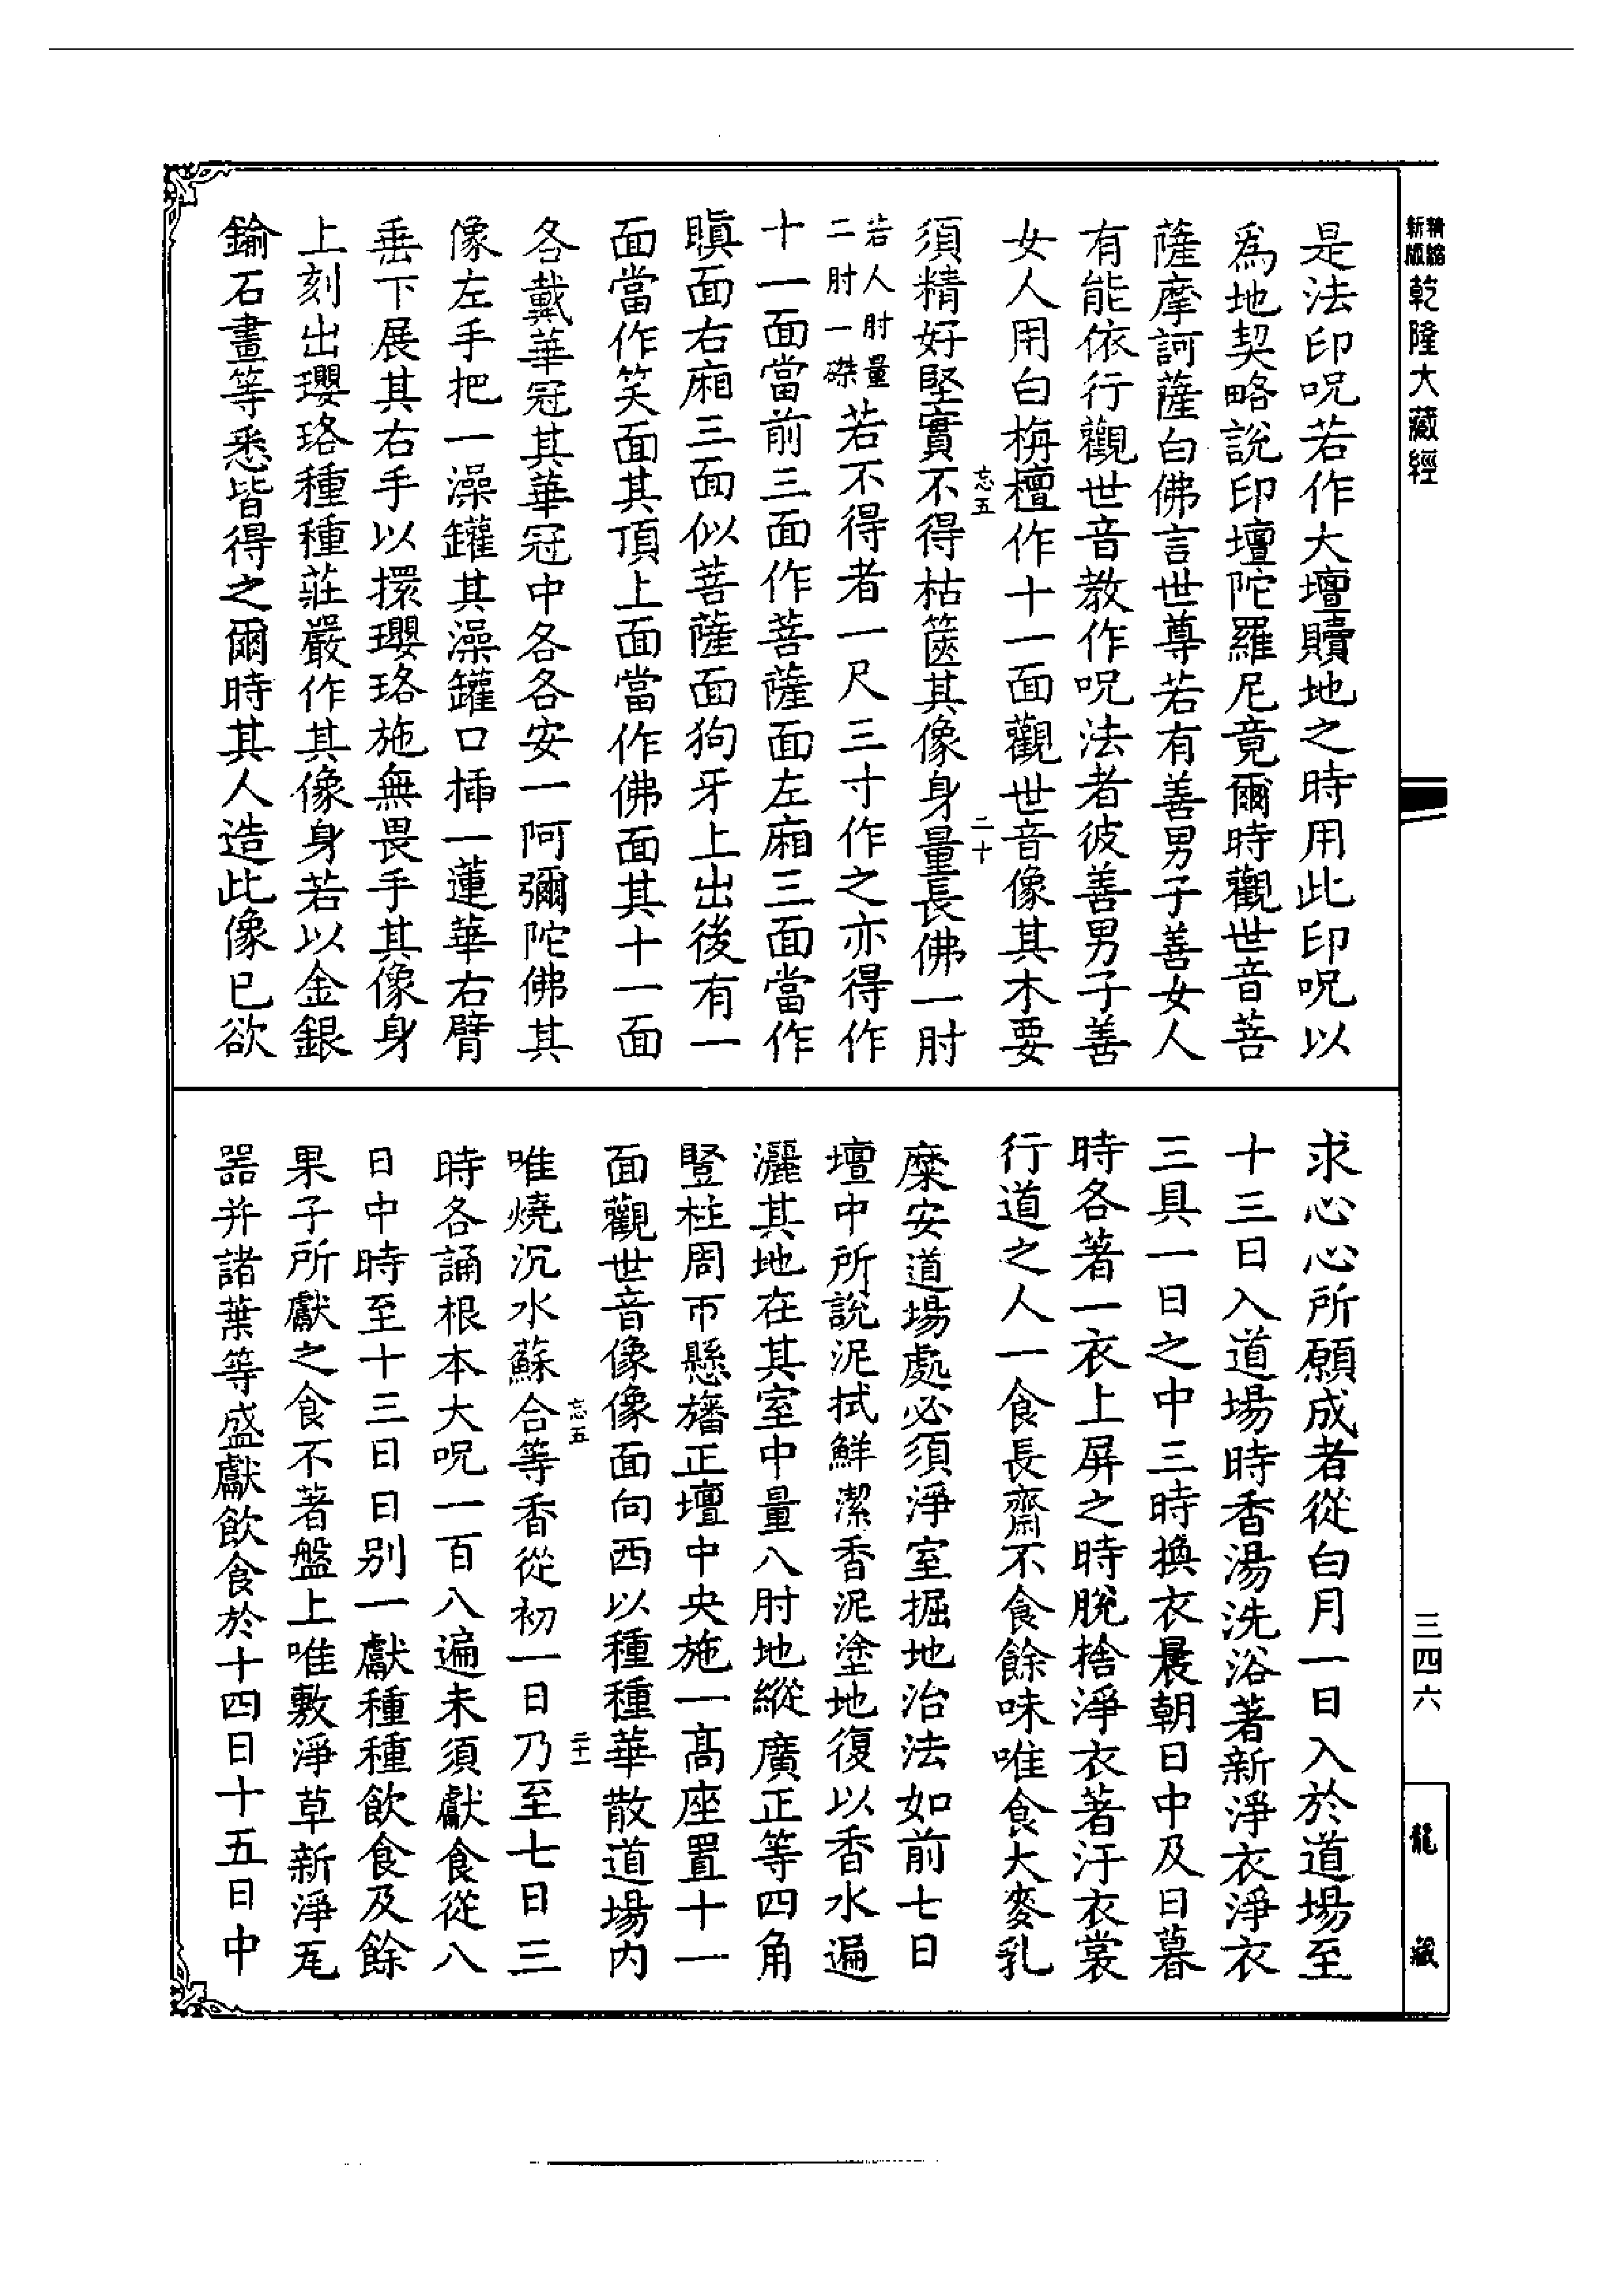 新版精縮乾隆大藏經
是法印呪若作大壇贖地之時用此印呪以
爲地契略說印壇陀羅尼竟爾時觀世音菩
薩摩訶薩白佛言世尊若有善男子善女人
有能依行觀世音教作呪法者彼善男子善
女人用白栴檀作十一面觀世音像其木要
忘五
二十
須精好堅實不得枯篋其像身量長佛一肘
若人肘量
二肘一磔
若不得者一尺三寸作之亦得作
十一面當前三面作菩薩面左廂三面當作
瞋面右廂三面似菩薩面狗牙上出後有一
面當作笑面其頂上面當作佛面其十一面
各戴華冠其華冠中各各安一阿彌陀佛其
像左手把一澡罐其澡罐口插一蓮華右臂
垂下展其右手以擐瓔珞施無畏手其像身
上刻出瓔珞種種莊嚴作其像身若以金銀
鍮石畫等悉皆得之爾時其人造此像已欲
求心心所願成者從白月一日入於道場至
十三日入道場時香湯洗浴著新淨衣淨衣
三具一日之中三時換衣晨朝日中及日暮
時各著一衣上屏之時脫捨淨衣著汙衣裳
行道之人一食長齋不食餘味唯食大麥乳
糜安道場處必須淨室掘地治法如前七日
壇中所說泥拭鮮潔香泥塗地復以香水遍
灑其地在其室中量八肘地縱廣正等四角
豎柱周帀懸旛正壇中央施一高座置十一
面觀世音像像面向西以種種華散道場內
忘五
二十一
唯燒沉水蘇合等香從初一日乃至七日三
時各誦根本大呪一百八遍未須獻食從八
日中時至十三日日別一獻種種飲食及餘
果子所獻之食不著盤上唯敷淨草新淨瓦
器并諸葉等盛獻飲食於十四日十五日中
三四六
龍藏